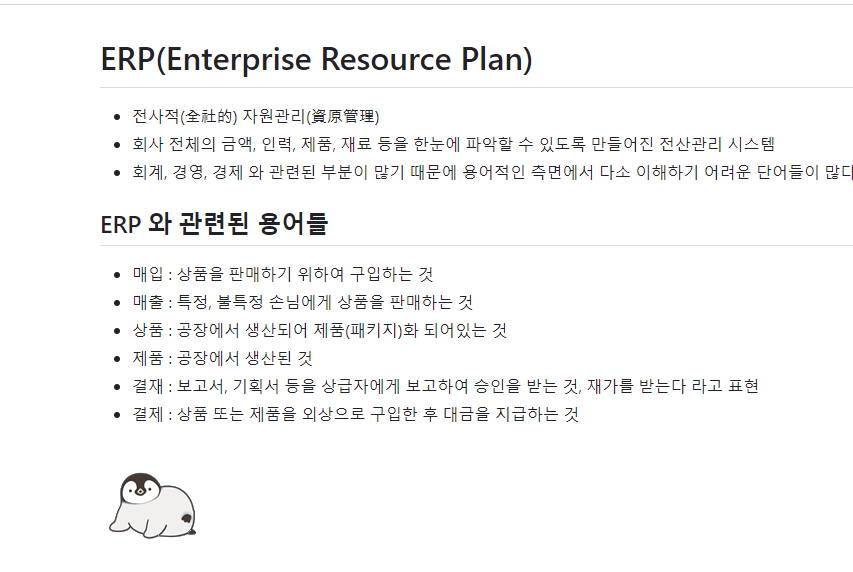 ERP(Enterprise Resource Plan)
전사적(全社的) 자원관리(資原管理)
회사 전체의 금액, 인력, 제품, 재료 등을 한눈에 파악할 수 있도록 만들어진 전산관리 시스템
회계, 경영, 경제 와 관련된 부분이 많기 때문에 용어적인 측면에서 다소 이해하기 어려운 단어들이 많다
ERP 와 관련된 용어들
매입 : 상품을 판매하기 위하여 구입하는 것
매출 : 특정, 불특정 손님에게 상품을 판매하는 것
상품 : 공장에서 생산되어 제품(패키지)화 되어있는 것
제품 : 공장에서 생산된 것
결재 : 보고서, 기획서 등을 상급자에게 보고하여 승인을 받는 것, 재가를 받는다 라고 표현
결제 : 상품 또는 제품을 외상으로 구입한 후 대금을 지급하는 것